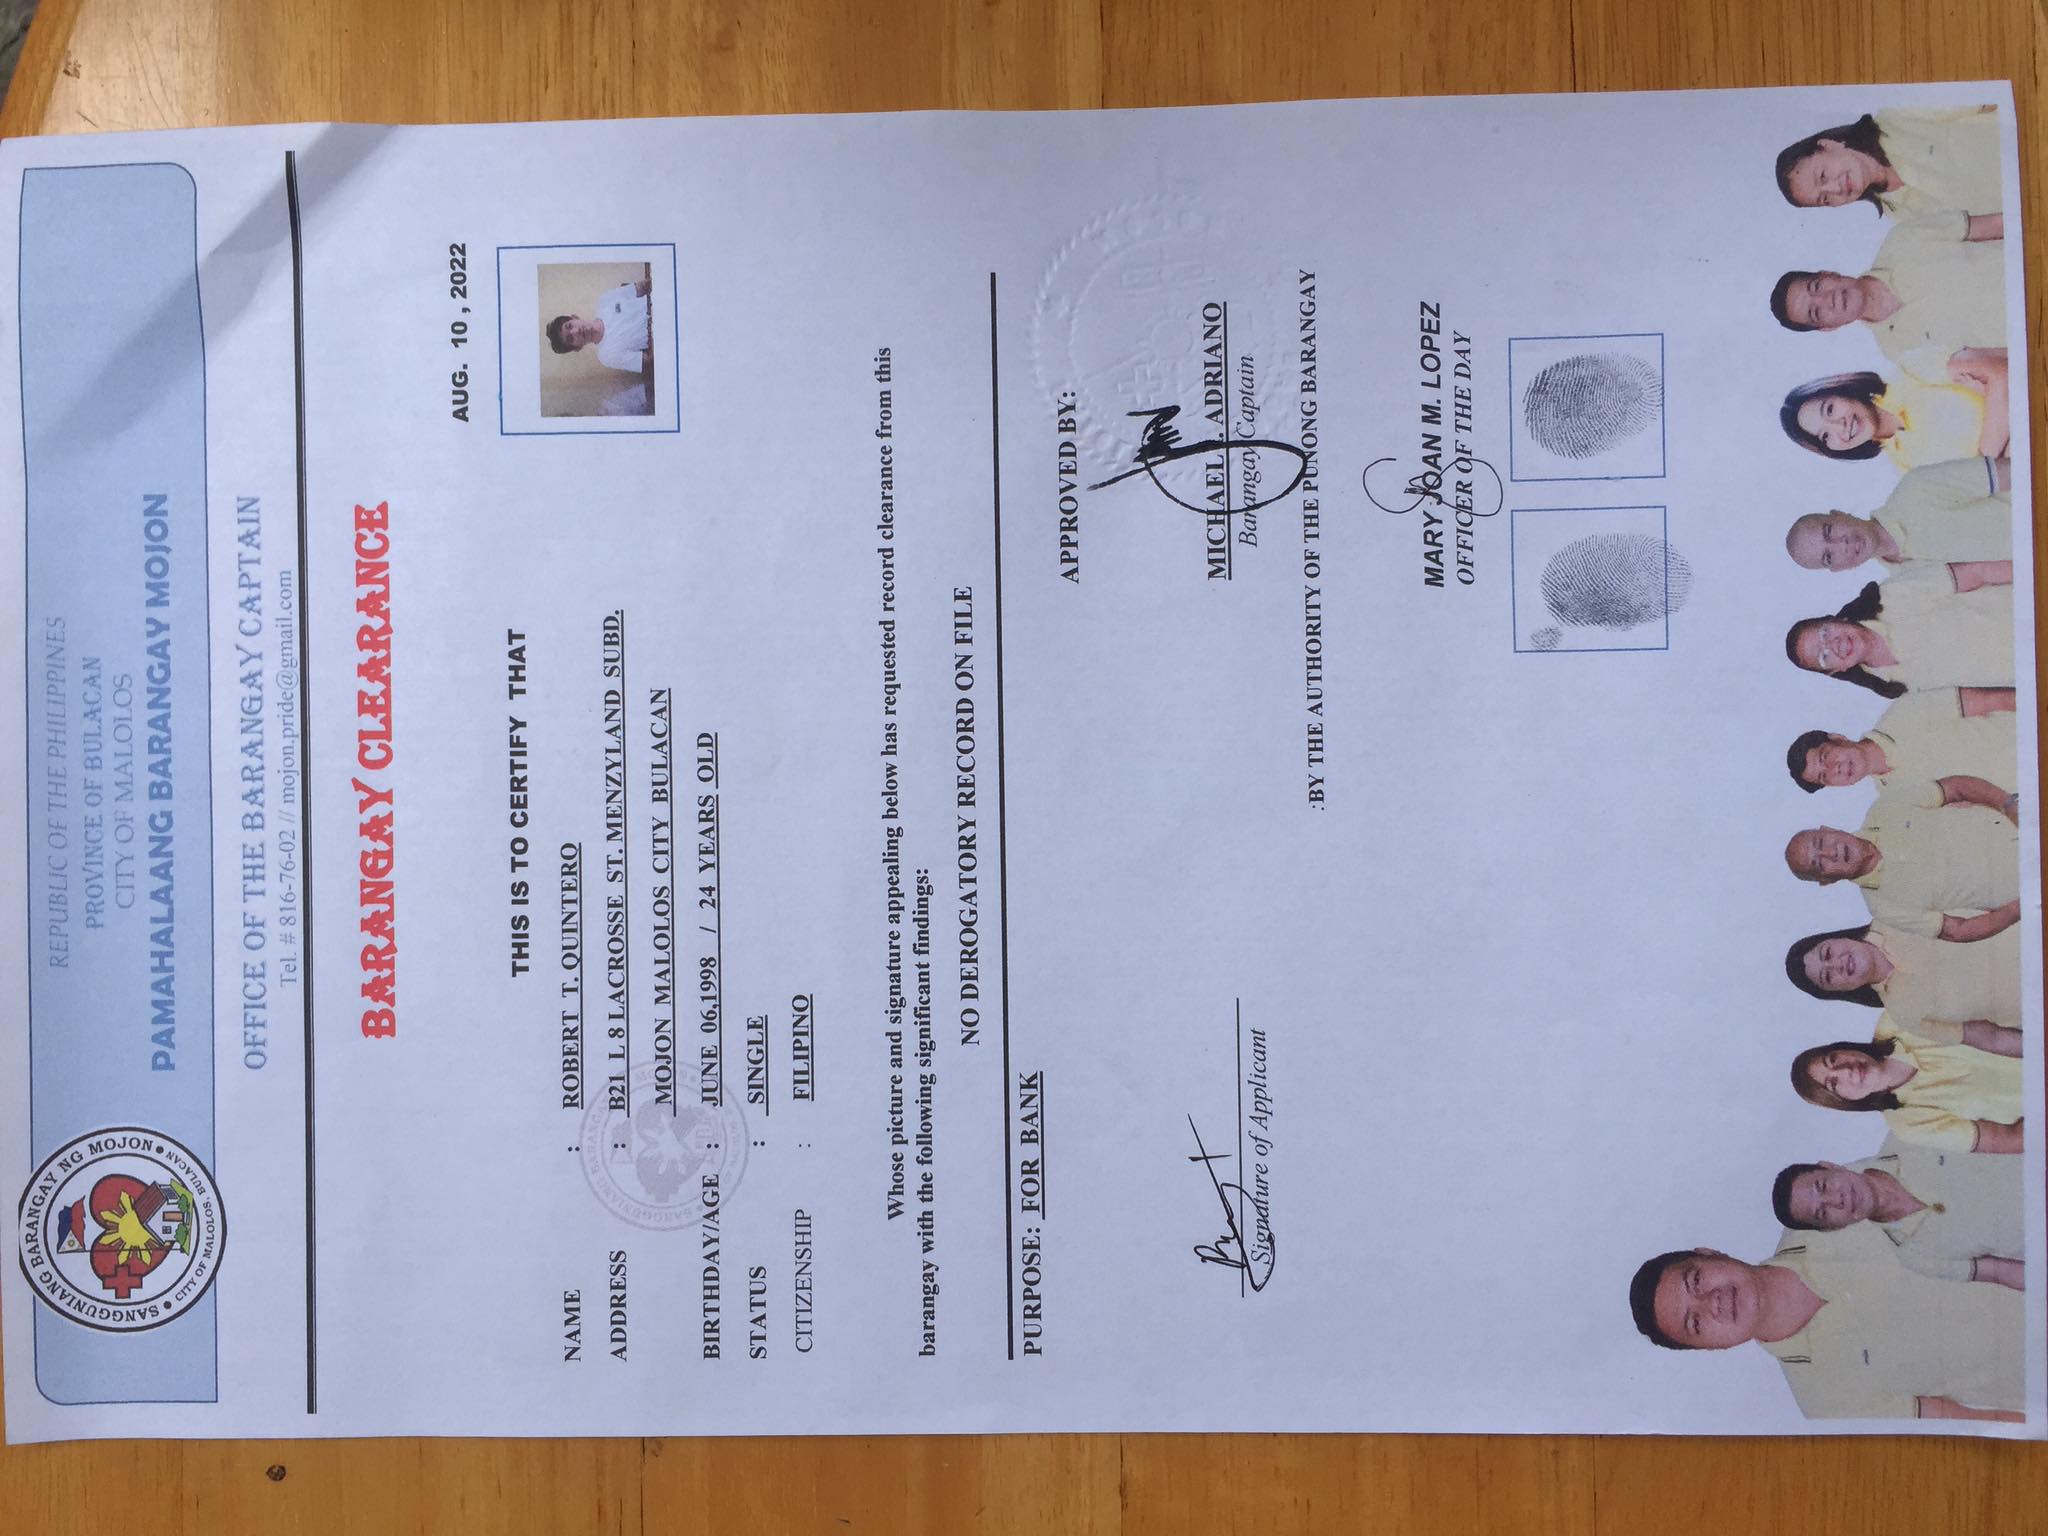 REPUBLIC OF THE PHILIPPINES
PROVINCE OF BULACAN
CITY OF MALOLOS
PAMAHALAANG BARANGAY MOJON
SANGGUNIANG BARANGAY NG MOJON
CITY OF MALOLOS, BULACAN
OFFICE OF THE BARANGAY CAPTAIN
Tel. # 816-76-02 // mojon.pride@gmail.com
BARANGAY CLEARANCE
AUG. 10 , 2022
THIS IS TO CERTIFY THAT
NAME : ROBERT T. QUINTERO
ADDRESS : B21 L 8 LACROSSE ST. MENZYLAND SUBD.
MOJON MALOLOS CITY BULACAN
BIRTHDAY/AGE : JUNE 06,1998 / 24 YEARS OLD
STATUS : SINGLE
CITIZENSHIP : FILIPINO
Whose picture and signature appealing below has requested record clearance from this
barangay with the following significant findings:
NO DEROGATORY RECORD ON FILE
PURPOSE: FOR BANK
APPROVED BY:
MICHAEL . ADRIANO
Barangay Captain
Signature of Applicant
:BY THE AUTHORITY OF THE PUNONG BARANGAY
MARY JOAN M. LOPEZ
OFFICER OF THE DAY